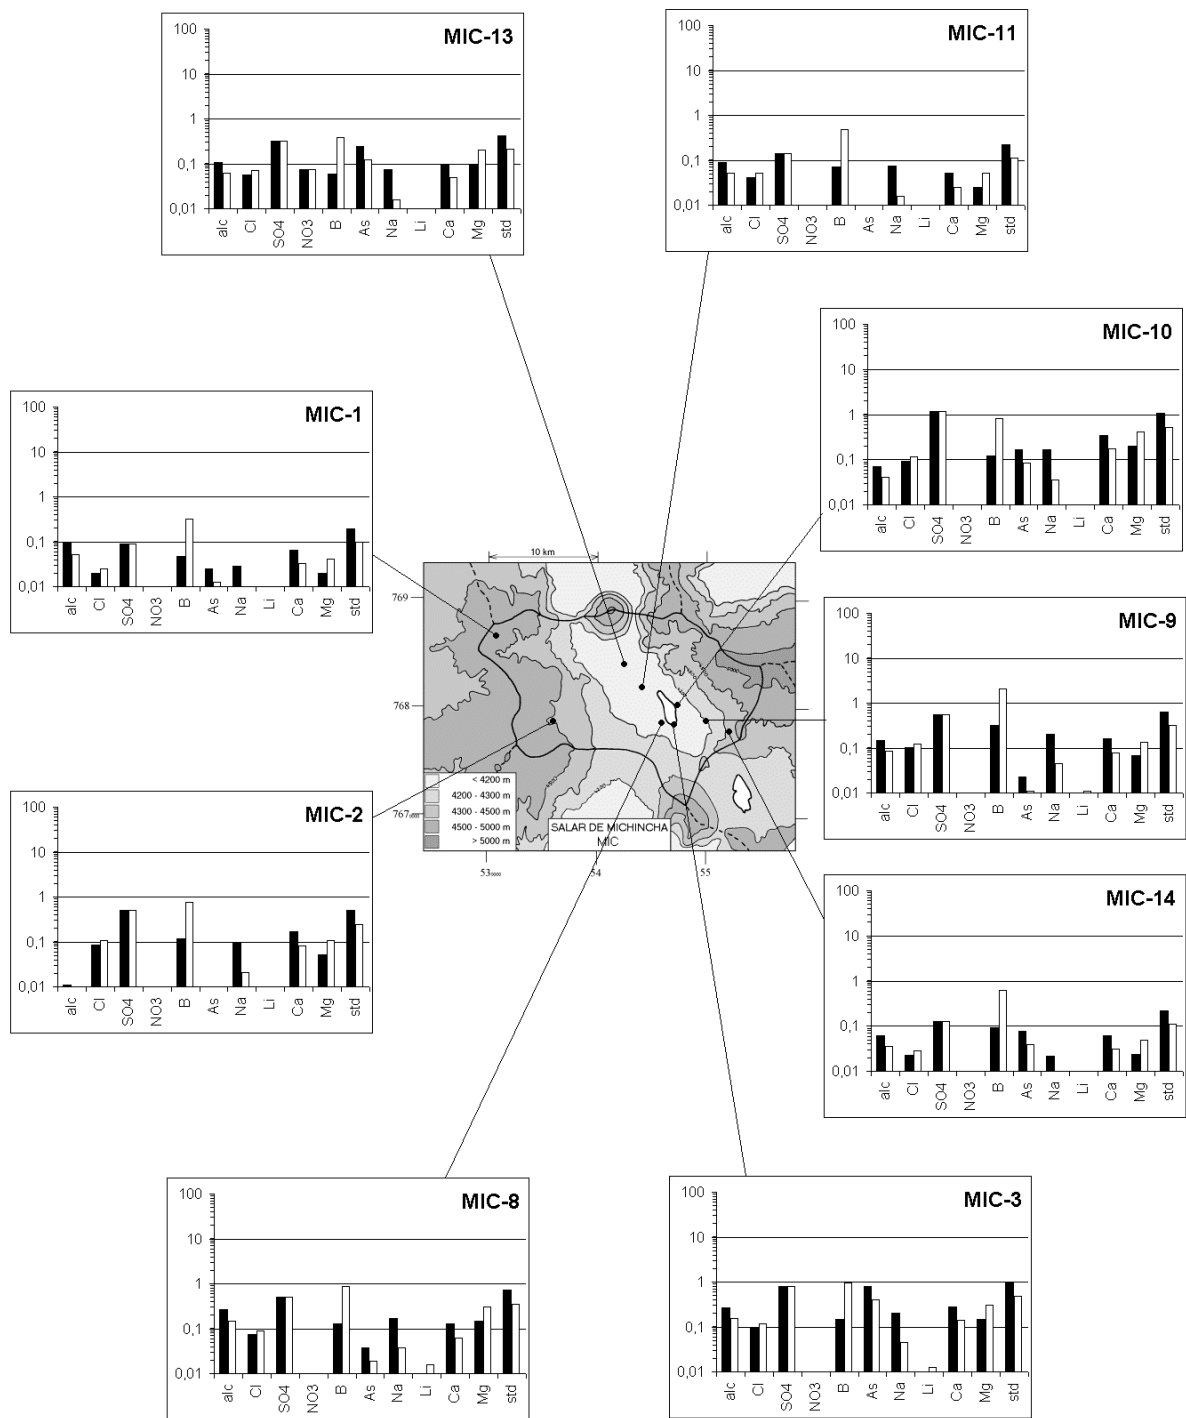 MIC-13
100
10
1
0,1
0,01
alc Cl SO4 NO3 B As Na Li Ca Mg std
MIC-11
100
10
1
0,1
0,01
alc Cl SO4 NO3 B As Na Li Ca Mg std
MIC-10
100
10
1
0,1
0,01
alc Cl SO4 NO3 B As Na Li Ca Mg std
MIC-1
100
10
1
0,1
0,01
alc Cl SO4 NO3 B As Na Li Ca Mg std
10 km
769
768
767
53 54 55
< 4200 m
4200 - 4300 m
4300 - 4500 m
4500 - 5000 m
> 5000 m
SALAR DE MICHINCHA
MIC
MIC-9
100
10
1
0,1
0,01
alc Cl SO4 NO3 B As Na Li Ca Mg std
MIC-2
100
10
1
0,1
0,01
alc Cl SO4 NO3 B As Na Li Ca Mg std
MIC-14
100
10
1
0,1
0,01
alc Cl SO4 NO3 B As Na Li Ca Mg std
MIC-8
100
10
1
0,1
0,01
alc Cl SO4 NO3 B As Na Li Ca Mg std
MIC-3
100
10
1
0,1
0,01
alc Cl SO4 NO3 B As Na Li Ca Mg std